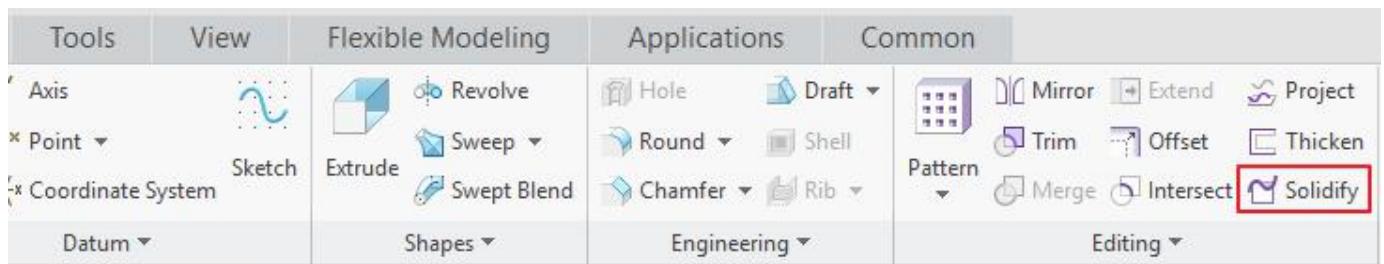 Tools View Flexible Modeling Applications Common
Axis Revolve Hole Draft Mirror Extend Project
Point Sweep Round Shell Trim Offset Thicken
Sketch Extrude Pattern
Coordinate System Swept Blend Chamfer Rib Merge Intersect Solidify
Datum Shapes Engineering Editing